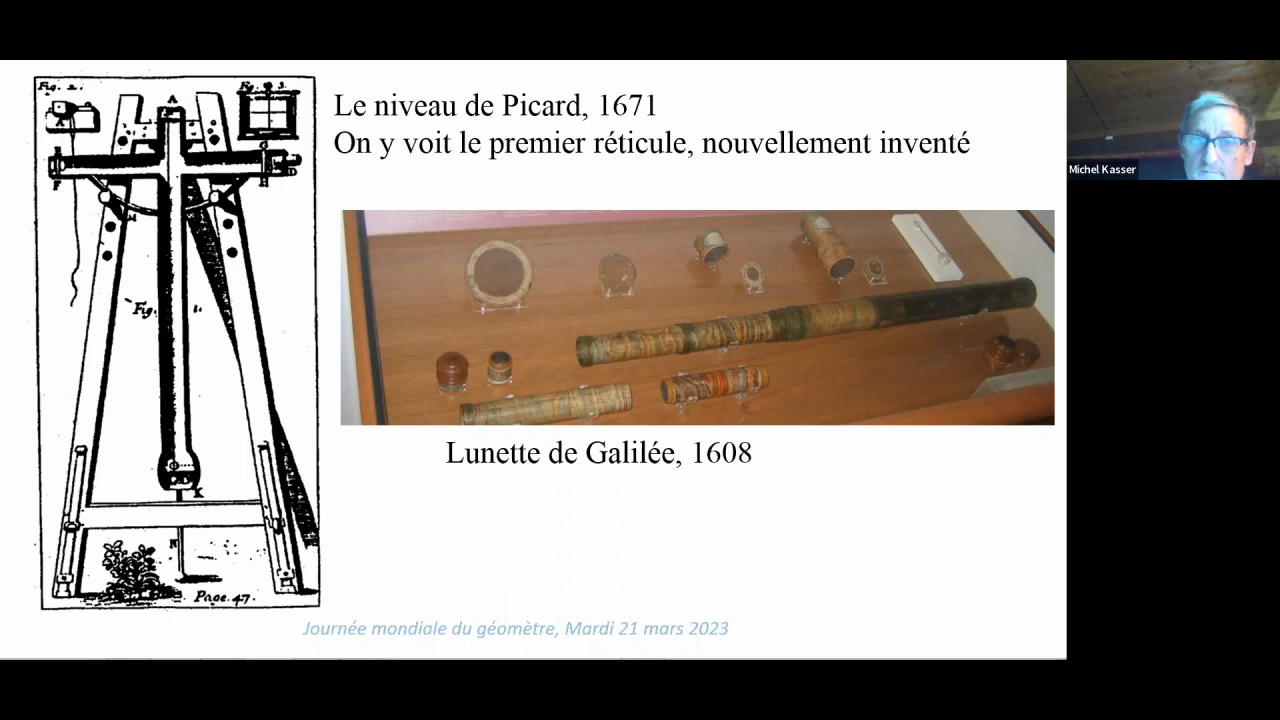 Le niveau de Picard, 1671
On y voit le premier réticule, nouvellement inventé
Michel Kasser
Fig. 2.
Fig. 3.
A
Fig. 1.
K
Page. 47.
Lunette de Galilée, 1608
Journée mondiale du géomètre, Mardi 21 mars 2023